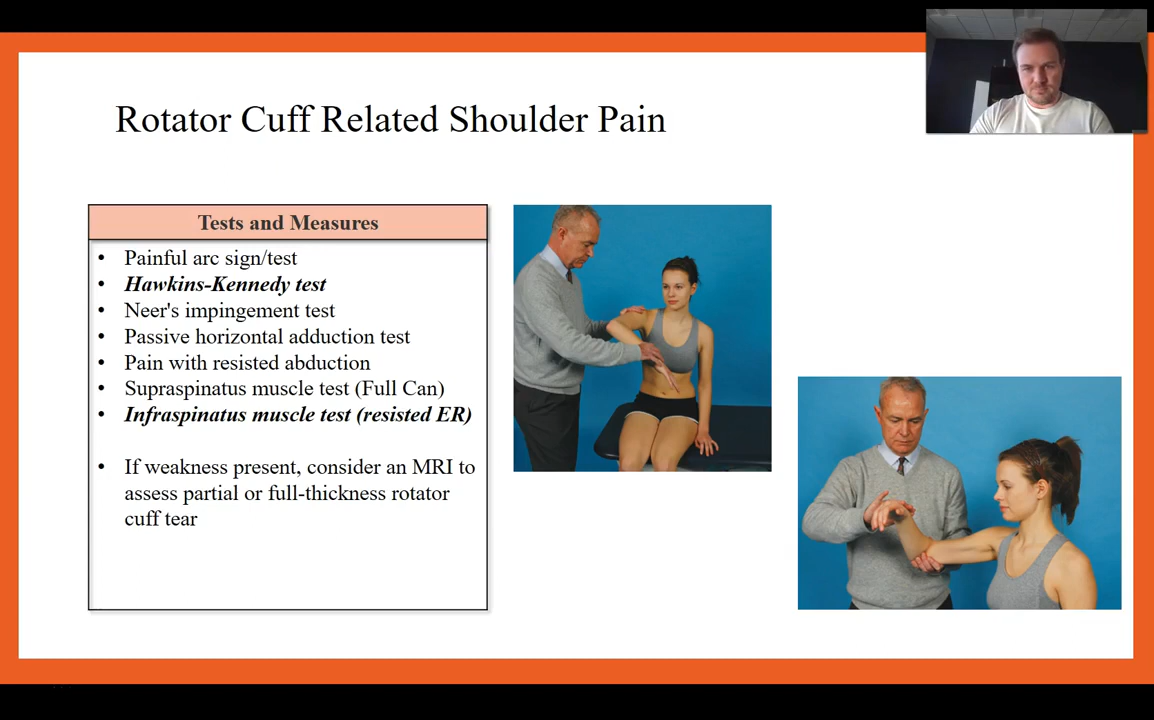 Rotator Cuff Related Shoulder Pain
Tests and Measures
• Painful arc sign/test
• Hawkins-Kennedy test
• Neer's impingement test
• Passive horizontal adduction test
• Pain with resisted abduction
• Supraspinatus muscle test (Full Can)
• Infraspinatus muscle test (resisted ER)
• If weakness present, consider an MRI to
assess partial or full-thickness rotator
cuff tear